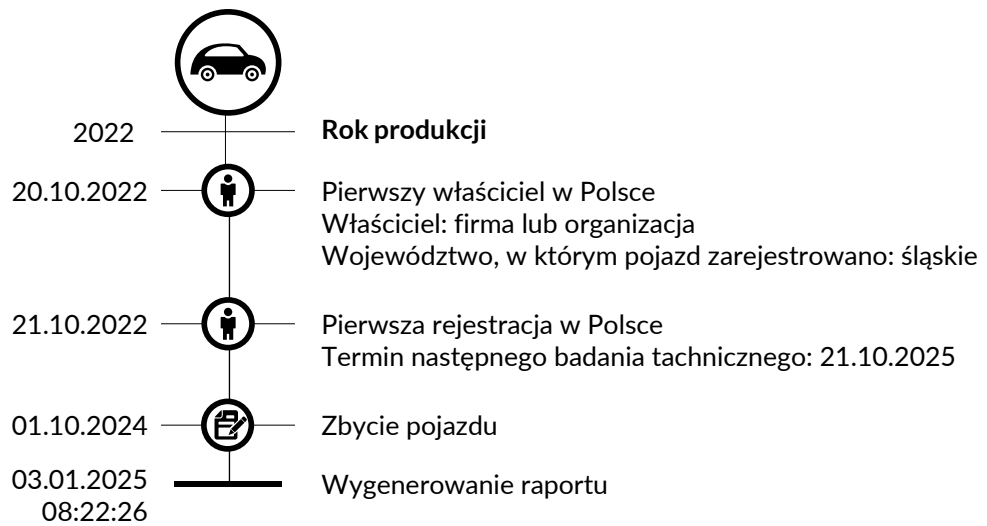 2022 Rok produkcji
20.10.2022 Pierwszy właściciel w Polsce
Właściciel: firma lub organizacja
Województwo, w którym pojazd zarejestrowano: śląskie
21.10.2022 Pierwsza rejestracja w Polsce
Termin następnego badania tachnicznego: 21.10.2025
01.10.2024 Zbycie pojazdu
03.01.2025 Wygenerowanie raportu
08:22:26